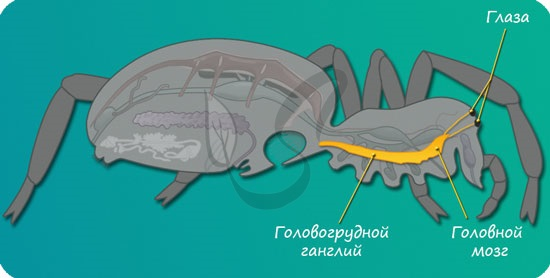 Глаза
Головогрудной
ганглий
Головной
мозг